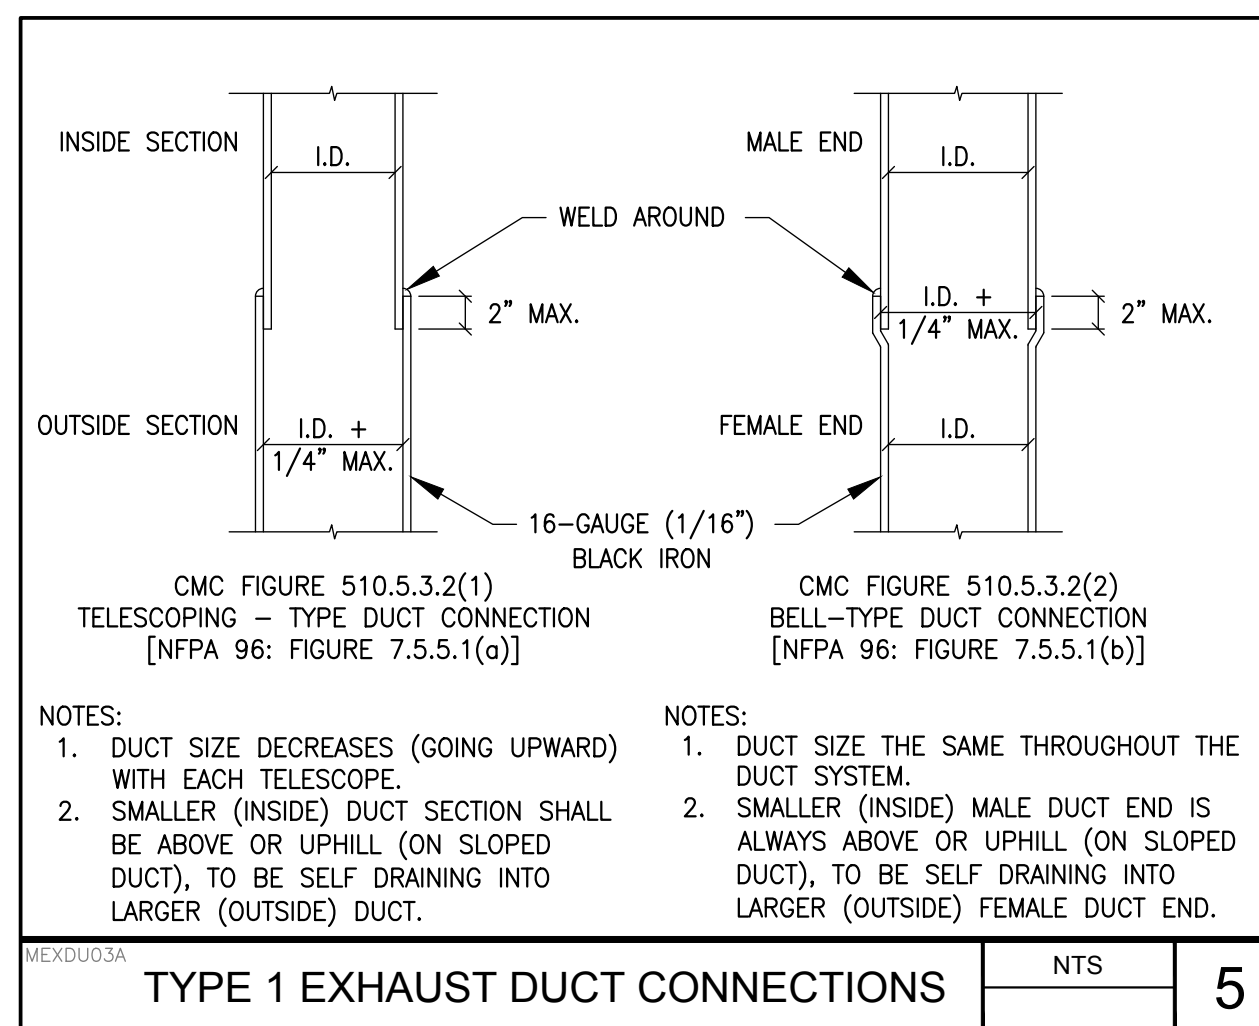 INSIDE SECTION
I.D.
MALE END
I.D.
WELD AROUND
2" MAX.
I.D. +
1/4" MAX.
2" MAX.
OUTSIDE SECTION
I.D. +
1/4" MAX.
FEMALE END
I.D.
16-GAUGE (1/16")
BLACK IRON
CMC FIGURE 510.5.3.2(1)
TELESCOPING - TYPE DUCT CONNECTION
[NFPA 96: FIGURE 7.5.5.1(a)]
CMC FIGURE 510.5.3.2(2)
BELL-TYPE DUCT CONNECTION
[NFPA 96: FIGURE 7.5.5.1(b)]
NOTES:
1. DUCT SIZE DECREASES (GOING UPWARD)
WITH EACH TELESCOPE.
2. SMALLER (INSIDE) DUCT SECTION SHALL
BE ABOVE OR UPHILL (ON SLOPED
DUCT), TO BE SELF DRAINING INTO
LARGER (OUTSIDE) DUCT.
NOTES:
1. DUCT SIZE THE SAME THROUGHOUT THE
DUCT SYSTEM.
2. SMALLER (INSIDE) MALE DUCT END IS
ALWAYS ABOVE OR UPHILL (ON SLOPED
DUCT), TO BE SELF DRAINING INTO
LARGER (OUTSIDE) FEMALE DUCT END.
MEXDU03A
TYPE 1 EXHAUST DUCT CONNECTIONS
NTS
5